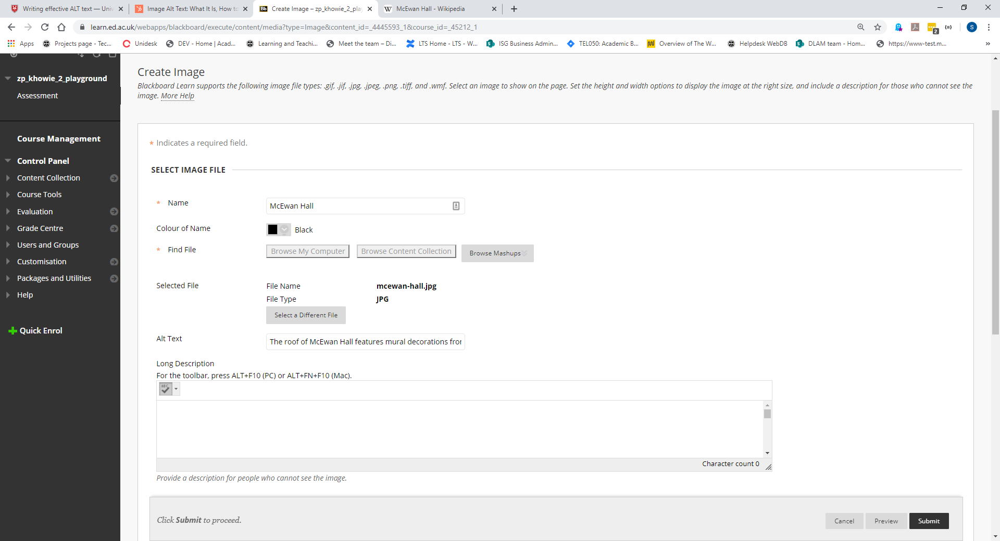 Writing effective ALT text — Univ
Image Alt Text: What It Is, How to
Bb Create Image – zp_khowie_2_play
W McEwan Hall - Wikipedia
learn.ed.ac.uk/webapps/blackboard/execute/content/media?type=Image&content_id=_4445593_1&course_id=_45212_1
2
S
Apps
Projects page - Tec...
Unidesk
DEV - Home | Acad...
Learning and Teachi...
Meet the team – Di...
LTS Home - LTS - W...
ISG Business Admin...
TEL050: Academic B...
Overview of The W...
Helpdesk WebDB
DLAM team - Hom...
https://www-test.m...
»
zp_khowie_2_playground
Assessment
Course Management
Control Panel
Content Collection
Course Tools
Evaluation
Grade Centre
Users and Groups
Customisation
Packages and Utilities
Help
Quick Enrol
Create Image
Blackboard Learn supports the following image file types: .gif, .jif, .jpg, .jpeg, .png, .tiff, and .wmf. Select an image to show on the page. Set the height and width options to display the image at the right size, and include a description for those who cannot see the
image. More Help
* Indicates a required field.
SELECT IMAGE FILE
* Name
McEwan Hall
Colour of Name
Black
* Find File
Browse My Computer
Browse Content Collection
Browse Mashups
Selected File
File Name
mcewan-hall.jpg
File Type
JPG
Select a Different File
Alt Text
The roof of McEwan Hall features mural decorations from
Long Description
For the toolbar, press ALT+F10 (PC) or ALT+FN+F10 (Mac).
ABC
Character count 0
Provide a description for people who cannot see the image.
Click Submit to proceed.
Cancel
Preview
Submit